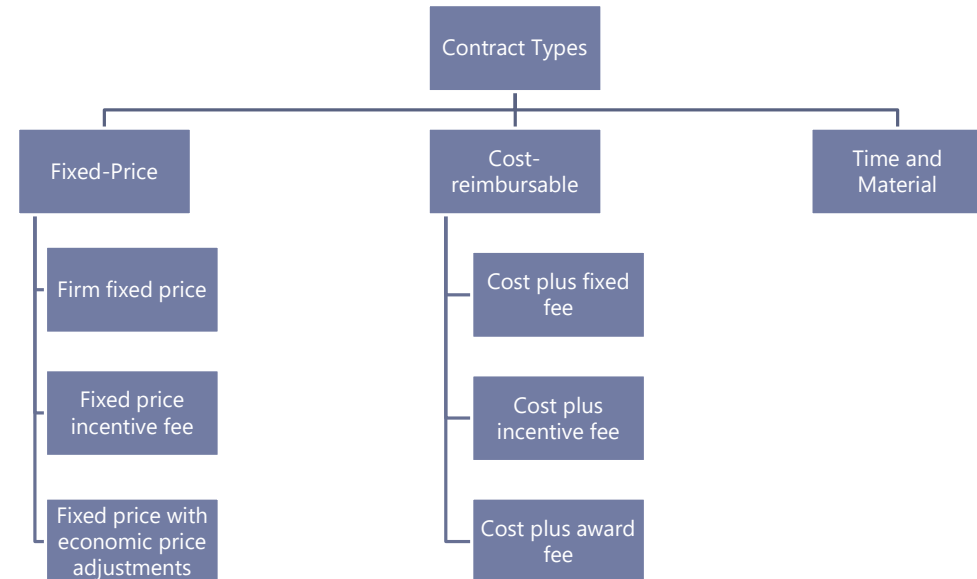 Contract Types
Fixed-Price
Cost-
reimbursable
Time and
Material
Firm fixed price
Cost plus fixed
fee
Fixed price
incentive fee
Cost plus
incentive fee
Fixed price with
economic price
adjustments
Cost plus award
fee